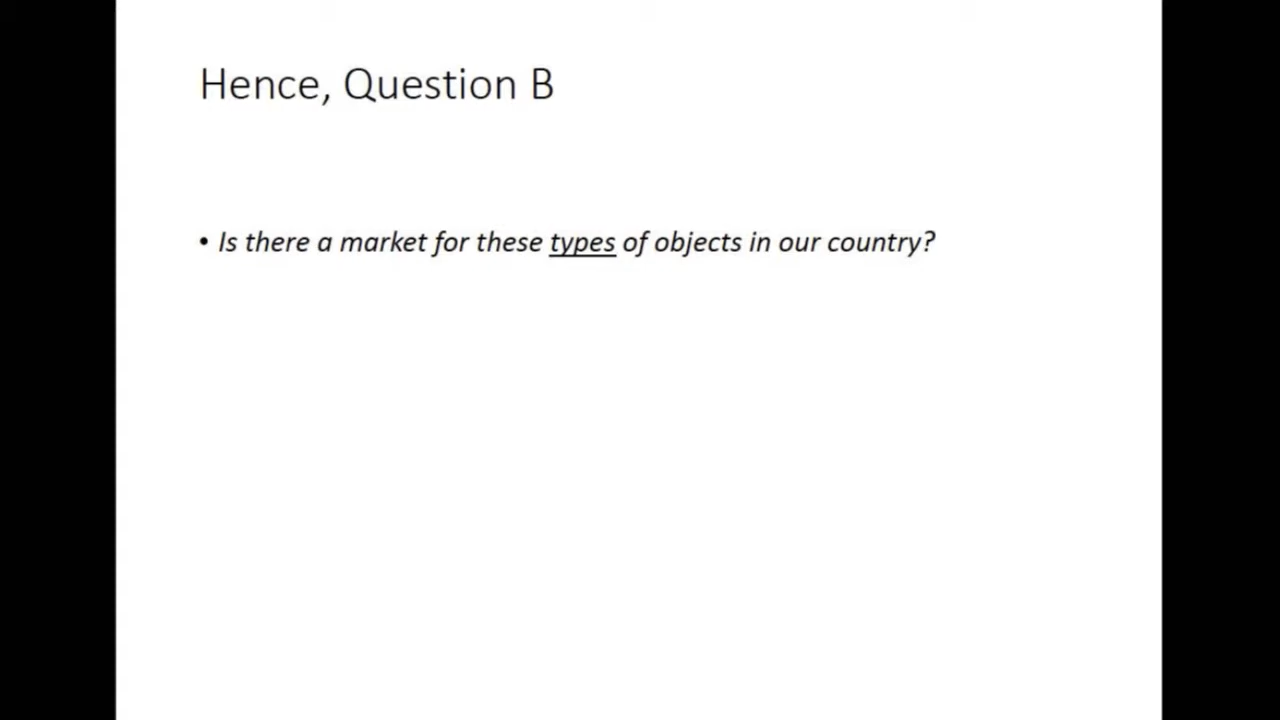 Hence, Question B
• Is there a market for these types of objects in our country?